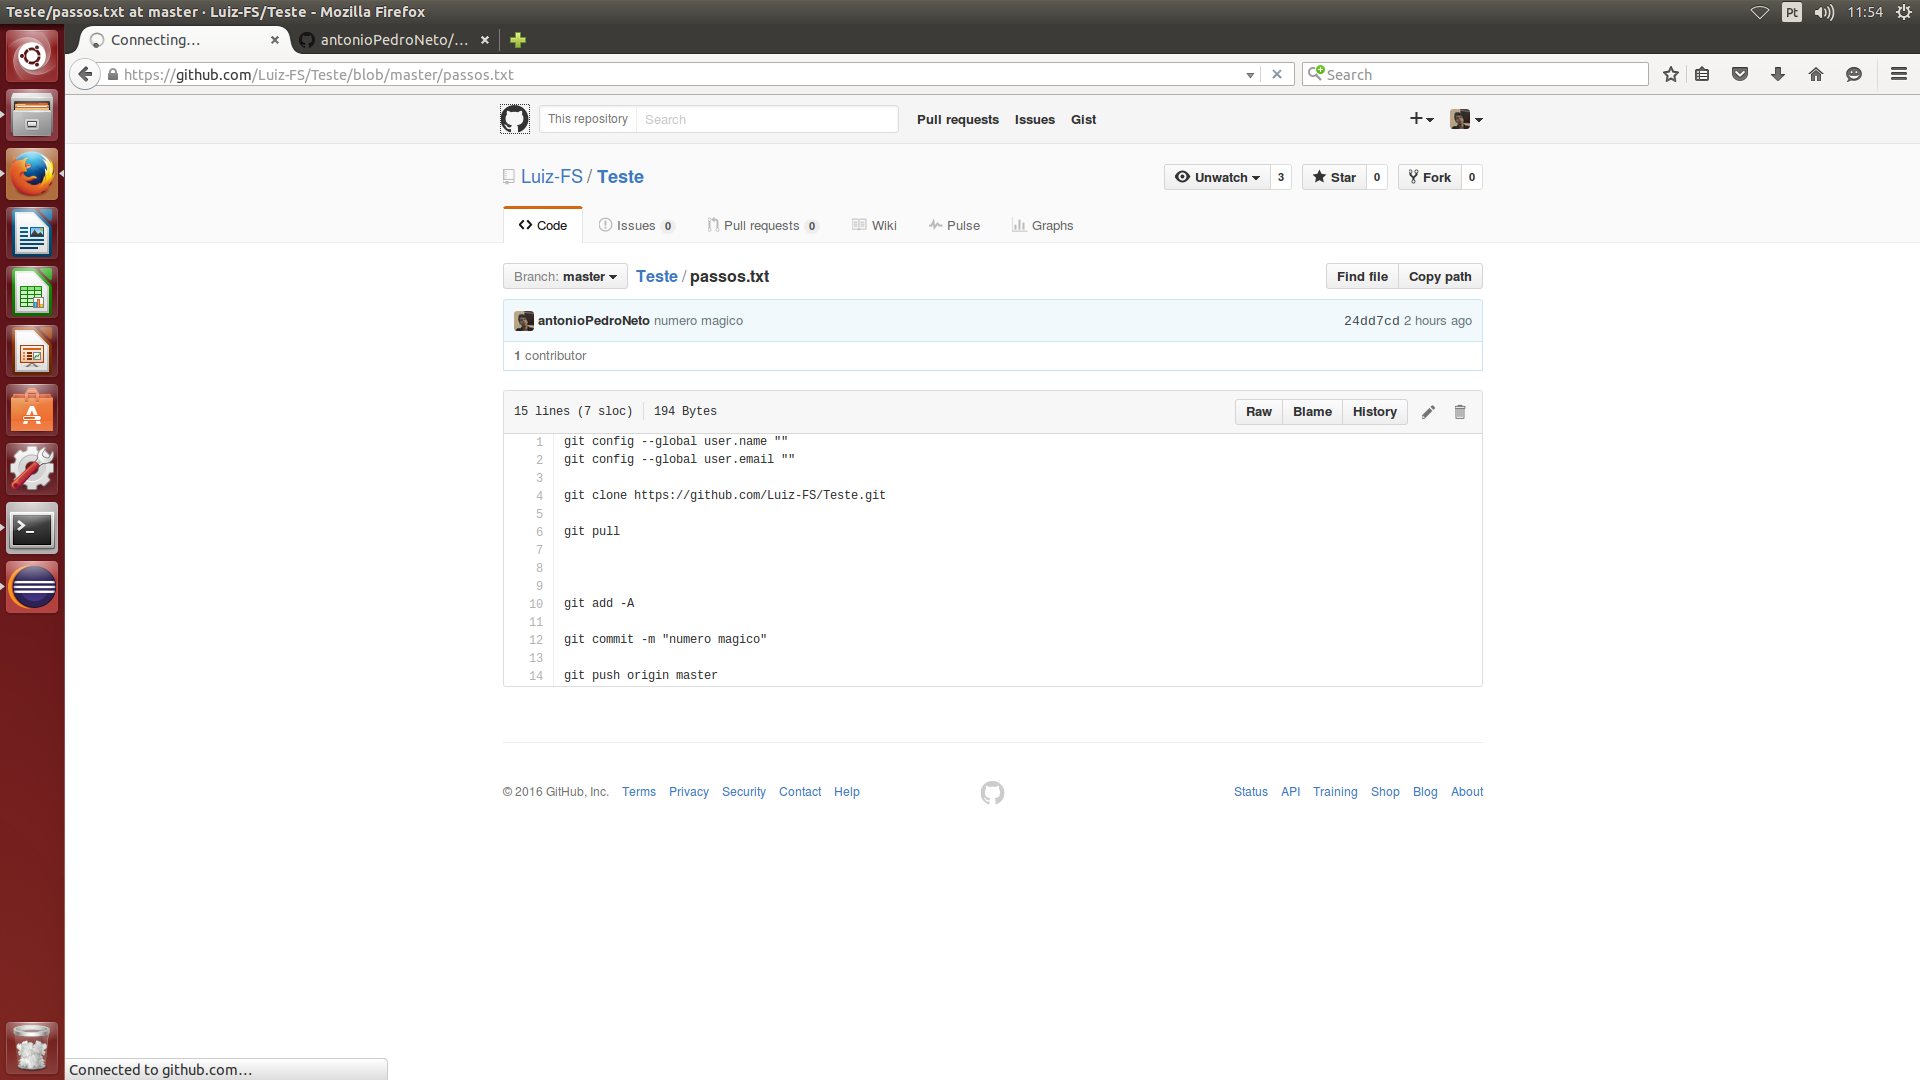 Teste/passos.txt at master · Luiz-FS/Teste - Mozilla Firefox
Pt 11:54
Connecting…
antonioPedroNeto/...
https://github.com/Luiz-FS/Teste/blob/master/passos.txt
Search
This repository Search
Pull requests Issues Gist
Luiz-FS / Teste
Unwatch 3 Star 0 Fork 0
Code Issues 0 Pull requests 0 Wiki Pulse Graphs
Branch: master Teste / passos.txt
Find file Copy path
antonioPedroNeto numero magico
24dd7cd 2 hours ago
1 contributor
15 lines (7 sloc) 194 Bytes
Raw Blame History
1 git config --global user.name ""
2 git config --global user.email ""
3
4 git clone https://github.com/Luiz-FS/Teste.git
5
6 git pull
7
8
9
10 git add -A
11
12 git commit -m "numero magico"
13
14 git push origin master
© 2016 GitHub, Inc. Terms Privacy Security Contact Help
Status API Training Shop Blog About
Connected to github.com…